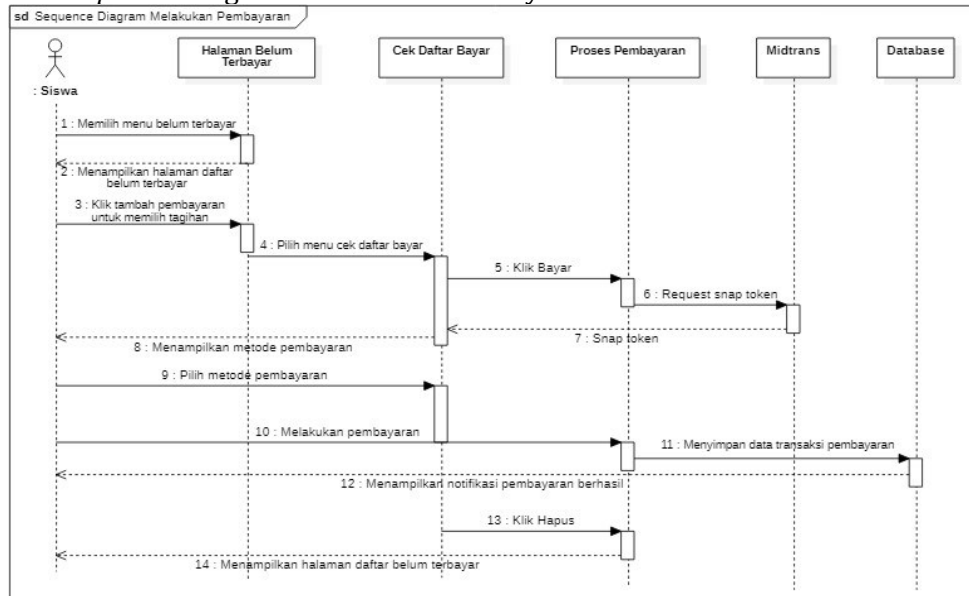 sd Sequence Diagram Melakukan Pembayaran
Halaman Belum
Terbayar
Cek Daftar Bayar
Proses Pembayaran
Midtrans
Database
: Siswa
1 : Memilih menu belum terbayar
2 : Menampilkan halaman daftar
belum terbayar
3 : Klik tambah pembayaran
untuk memilih tagihan
4 : Pilih menu cek daftar bayar
5 : Klik Bayar
6 : Request snap token
7 : Snap token
8 : Menampilkan metode pembayaran
9 : Pilih metode pembayaran
10 : Melakukan pembayaran
11 : Menyimpan data transaksi pembayaran
12 : Menampilkan notifikasi pembayaran berhasil
13 : Klik Hapus
14 : Menampilkan halaman daftar belum terbayar